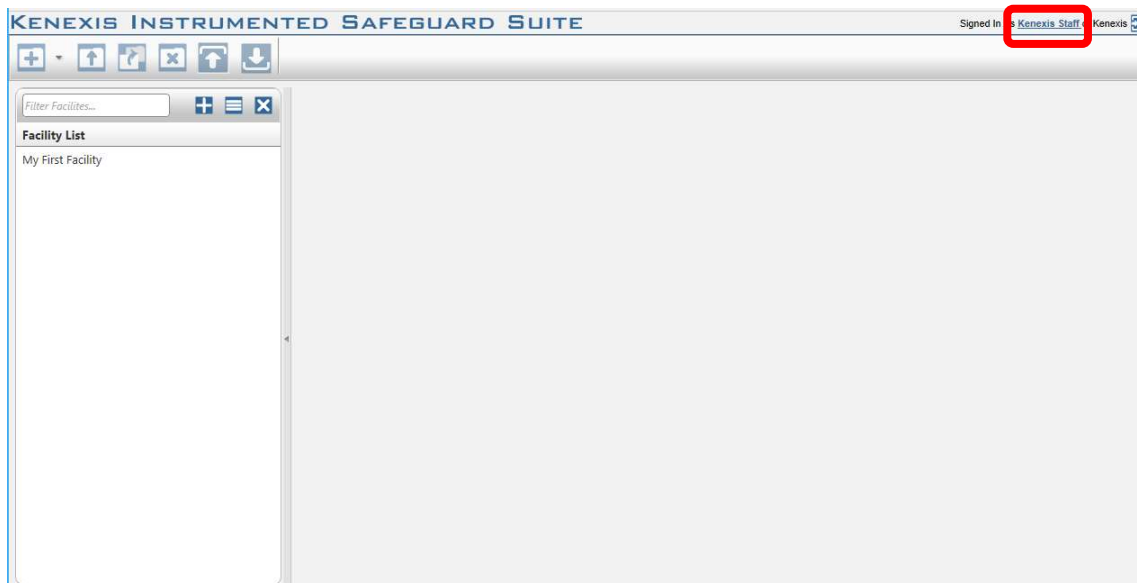 KENEXIS INSTRUMENTED SAFEGUARD SUITE
Signed In s Kenexis Staff Kenexis
Filter Facilites...
Facility List
My First Facility